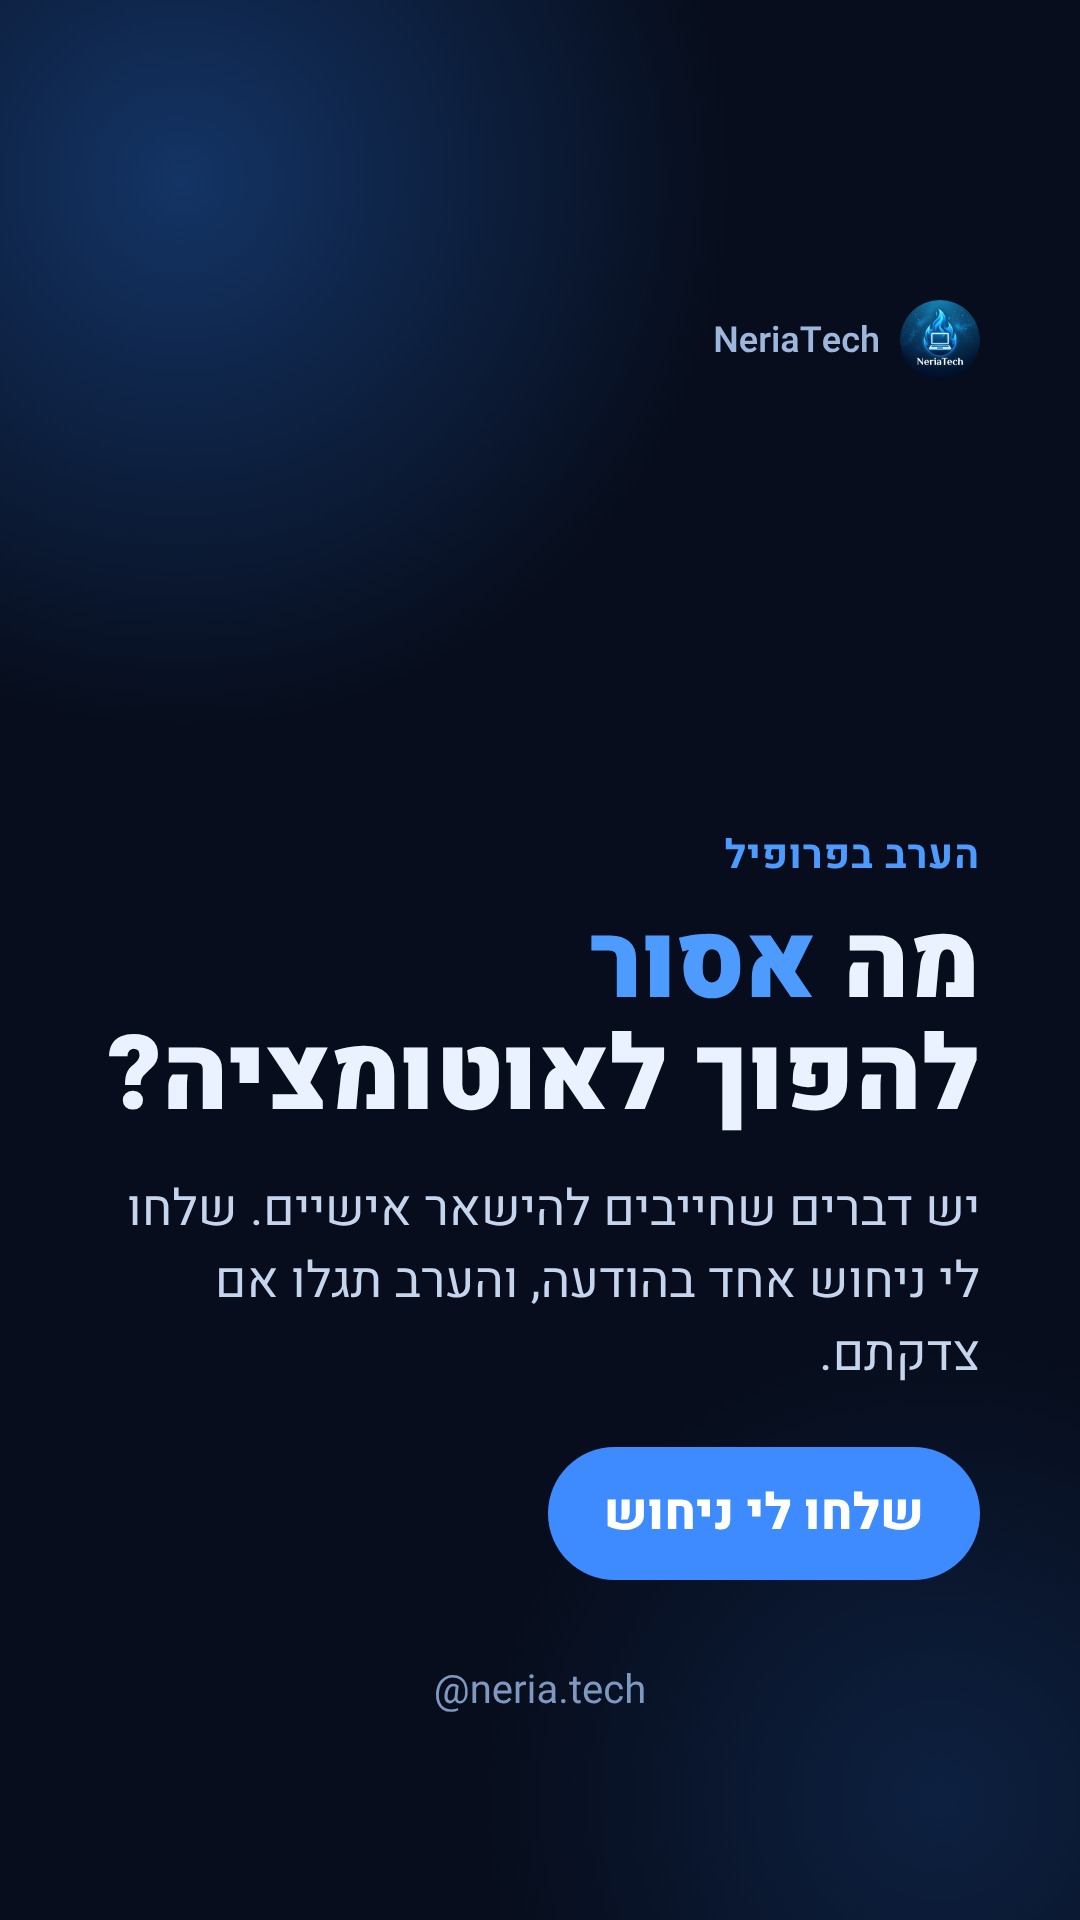 NeriaTech
NeriaTech
הערב בפרופיל
מה אסור
להפוך לאוטומציה?
יש דברים שחייבים להישאר אישיים. שלחו
לי ניחוש אחד בהודעה, והערב תגלו אם
צדקתם.
שלחו לי ניחוש
@neria.tech